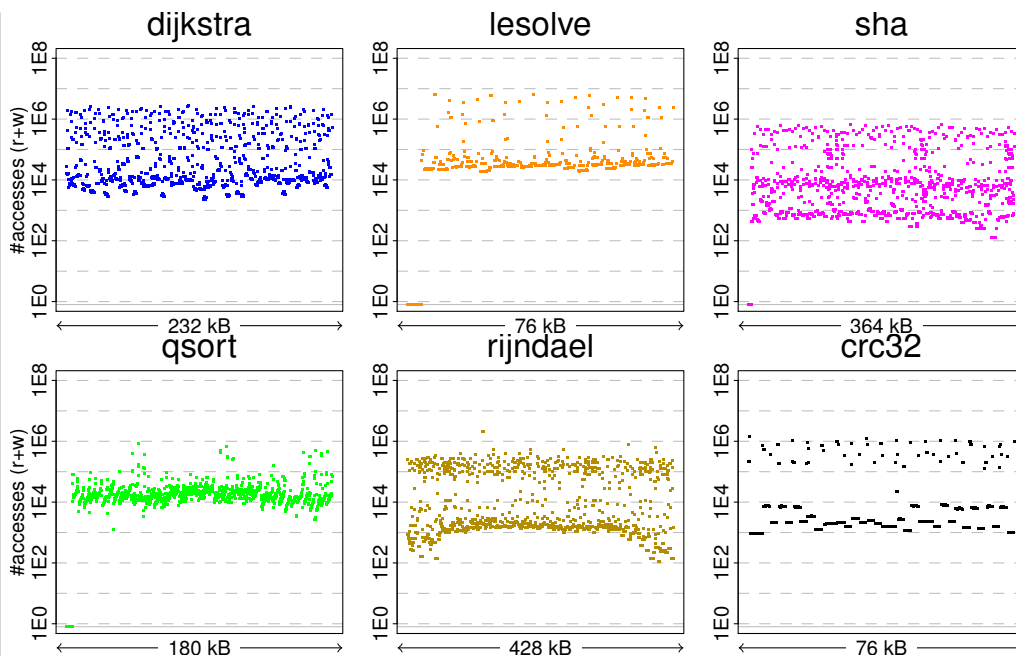 dijkstra
lesolve
sha
#accesses (r+w)
1E8
1E6
1E4
1E2
1E0
1E8
1E6
1E4
1E2
1E0
1E8
1E6
1E4
1E2
1E0
232 kB
76 kB
364 kB
qsort
rijndael
crc32
#accesses (r+w)
1E8
1E6
1E4
1E2
1E0
1E8
1E6
1E4
1E2
1E0
1E8
1E6
1E4
1E2
1E0
180 kB
428 kB
76 kB